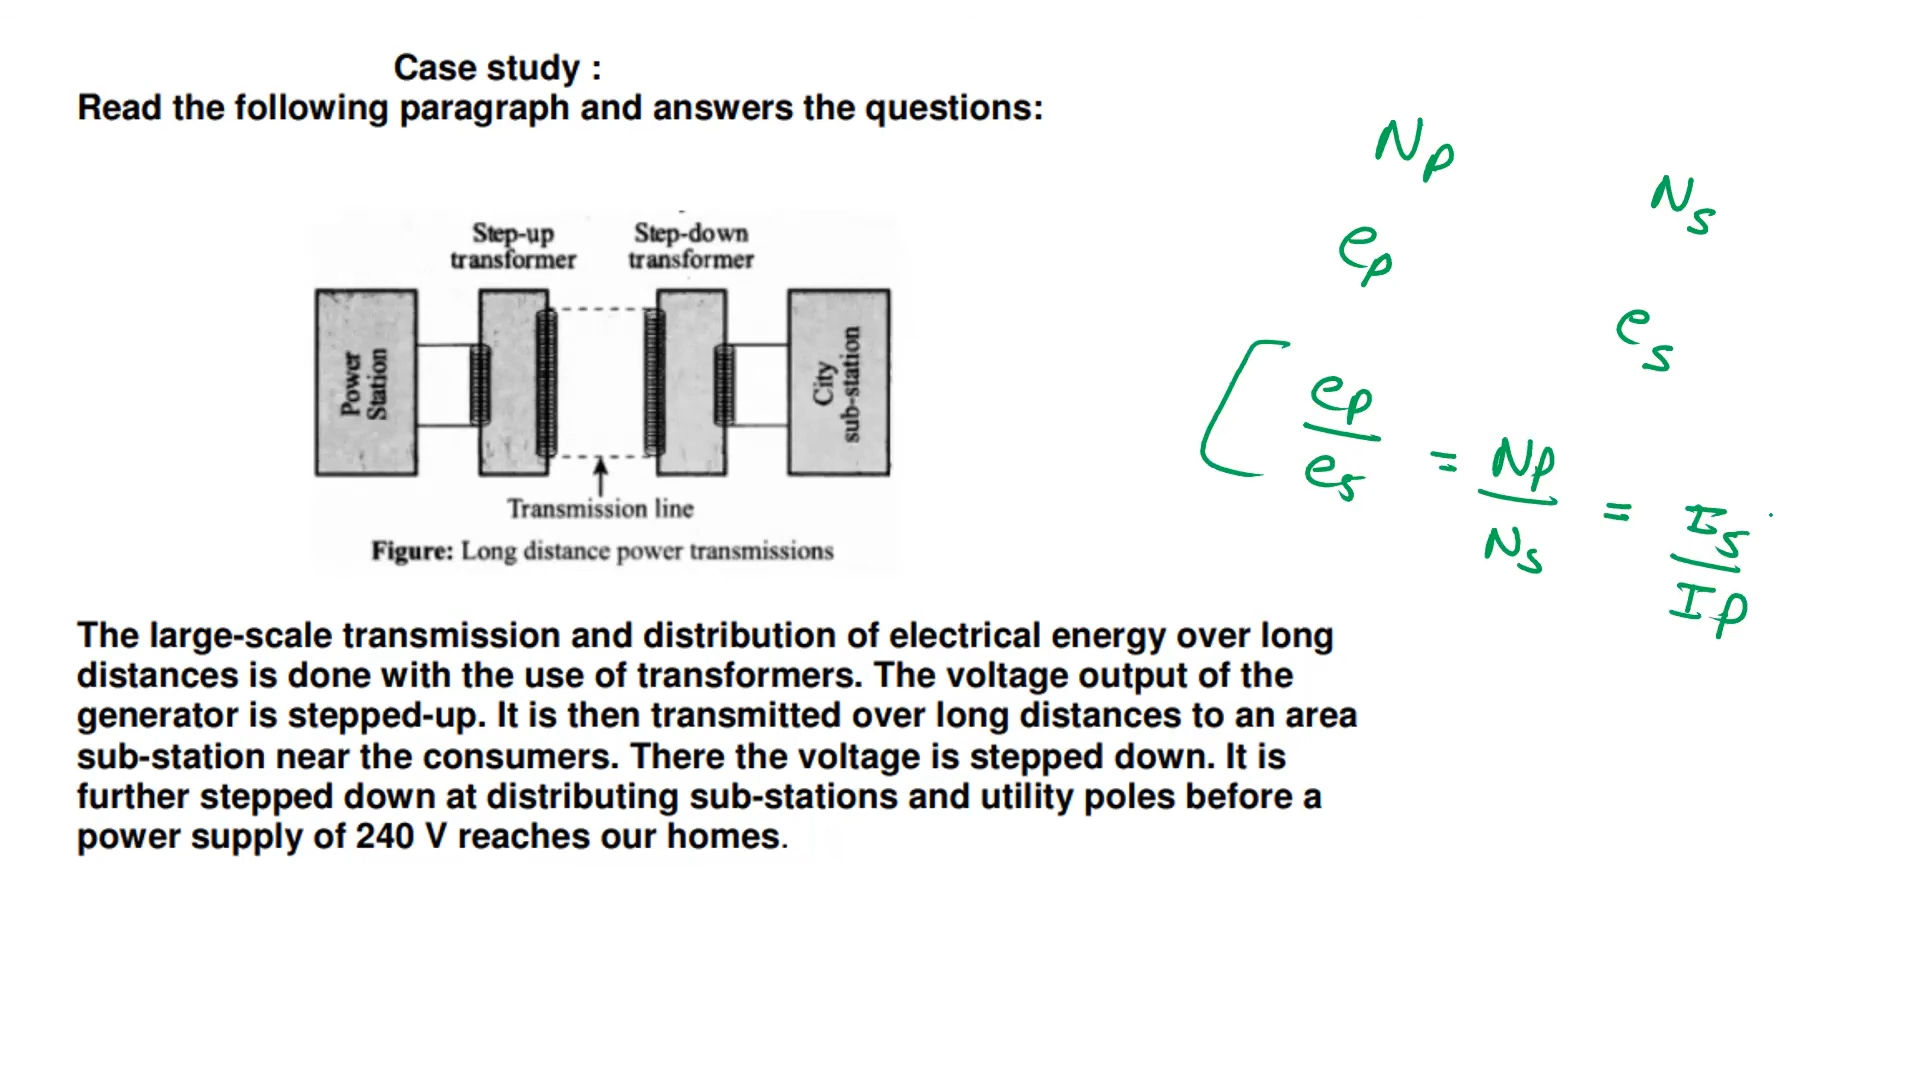 Case study :
Read the following paragraph and answers the questions:
Step-up
transformer
Step-down
transformer
Power
Station
City
sub-station
Transmission line
Figure: Long distance power transmissions
The large-scale transmission and distribution of electrical energy over long
distances is done with the use of transformers. The voltage output of the
generator is stepped-up. It is then transmitted over long distances to an area
sub-station near the consumers. There the voltage is stepped down. It is
further stepped down at distributing sub-stations and utility poles before a
power supply of 240 V reaches our homes.
Np
Ns
ep
es
ep/es = Np/Ns = Is/Ip